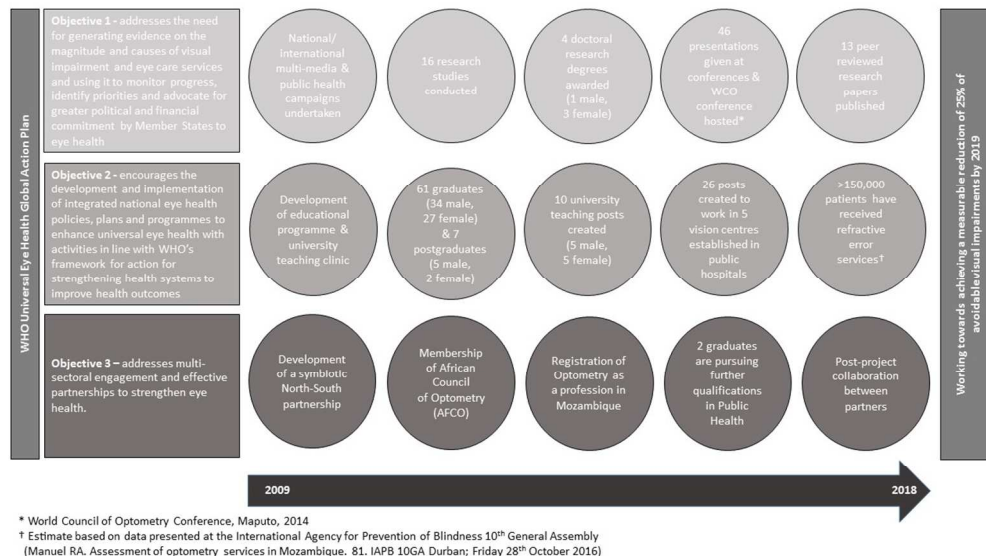 WHO Universal Eye Health Global Action Plan
Objective 1 - addresses the need
for generating evidence on the
magnitude and causes of visual
impairment and eye care services
and using it to monitor progress,
identify priorities and advocate for
greater political and financial
commitment by Member States to
eye health
National/
international
multi-media &
public health
campaigns
undertaken
16 research
studies
conducted
4 doctoral
research
degrees
awarded
(1 male,
3 female)
46
presentations
given at
conferences &
WCO
conference
hosted*
13 peer
reviewed
research
papers
published
Objective 2 - encourages the
development and implementation
of integrated national eye health
policies, plans and programmes to
enhance universal eye health with
activities in line with WHO's
framework for action for
strengthening health systems to
improve health outcomes
Development
of educational
programme &
university
teaching clinic
61 graduates
(34 male,
27 female)
& 7
postgraduates
(5 male,
2 female)
10 university
teaching posts
created
(5 male,
5 female)
26 posts
created to
work in 5
vision centres
established in
public
hospitals
>150,000
patients have
received
refractive
error
services†
Objective 3 – addresses multi-
sectoral engagement and effective
partnerships to strengthen eye
health.
Development
of a symbiotic
North-South
partnership
Membership
of African
Council
of Optometry
(AFCO)
Registration of
Optometry as
a profession in
Mozambique
2 graduates
are pursuing
further
qualifications
in Public
Health
Post-project
collaboration
between
partners
Working towards achieving a measurable reduction of 25% of
avoidable visual impairments by 2019
2009
2018
* World Council of Optometry Conference, Maputo, 2014
† Estimate based on data presented at the International Agency for Prevention of Blindness 10th General Assembly
(Manuel RA. Assessment of optometry services in Mozambique. 81. IAPB 10GA Durban; Friday 28th October 2016)